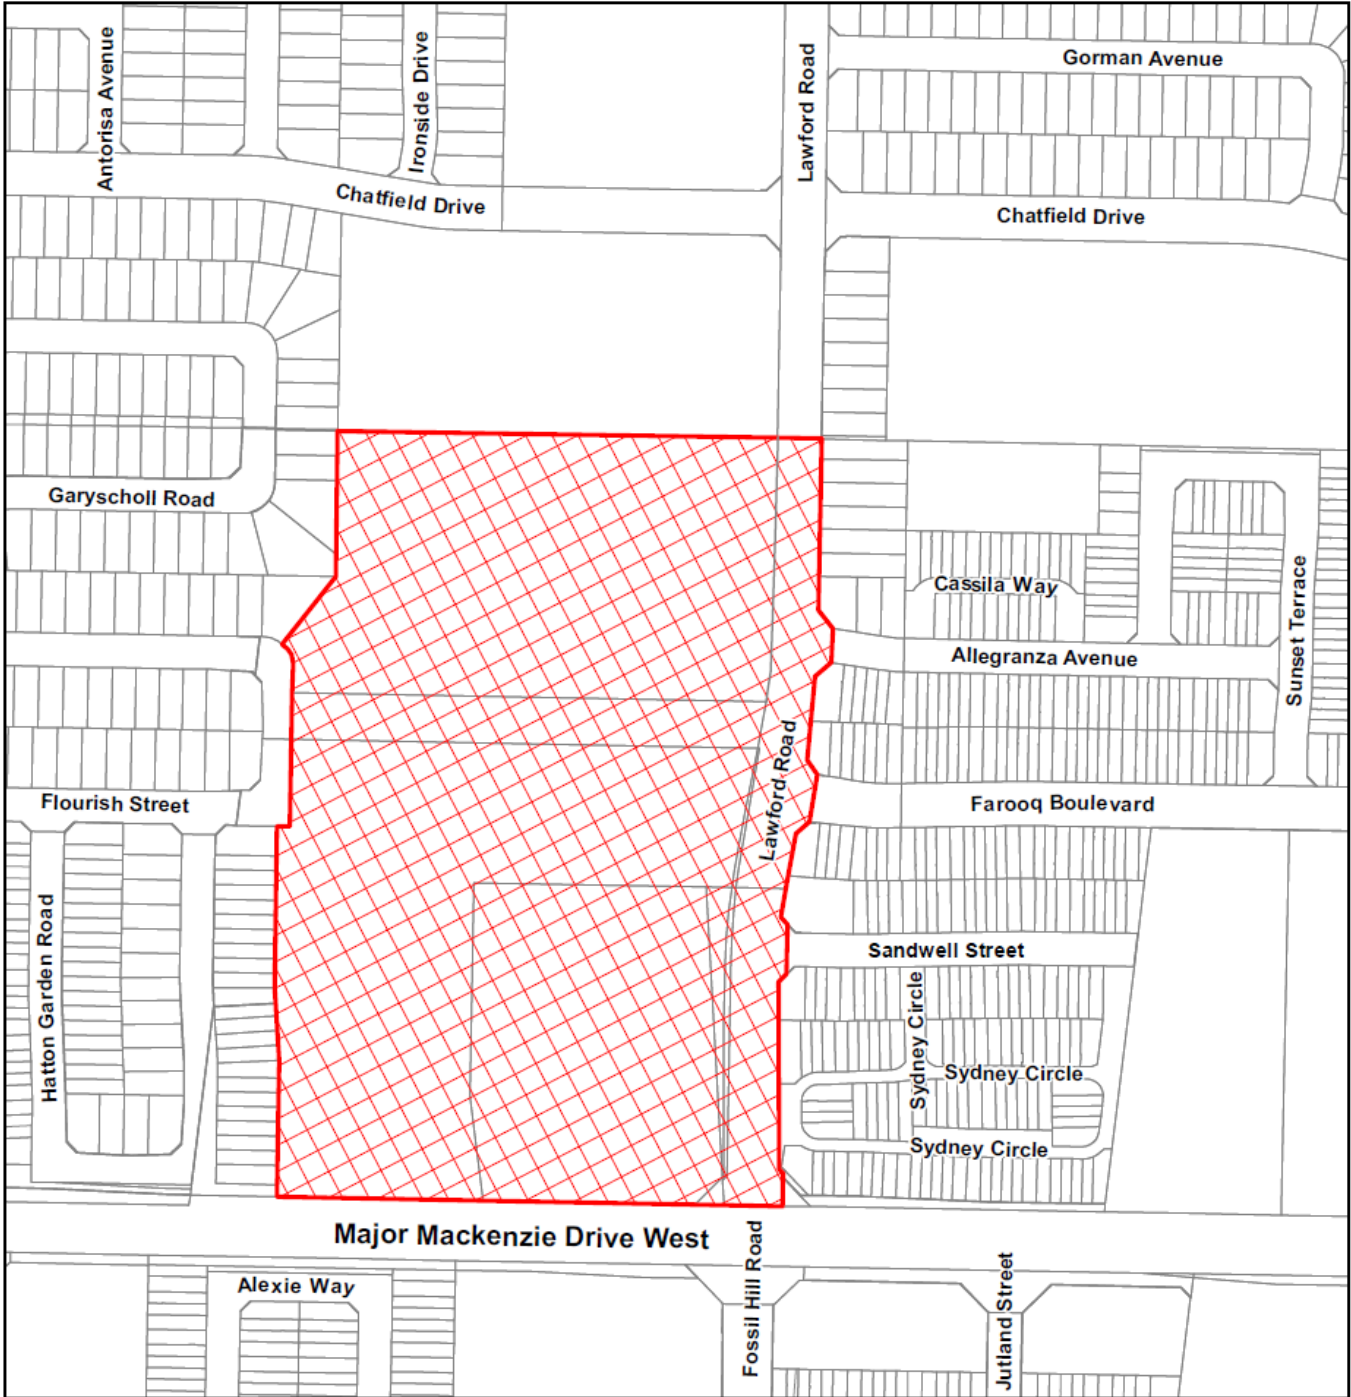 Antorisa Avenue
Ironside Drive
Lawford Road
Gorman Avenue
Chatfield Drive
Chatfield Drive
Garyscholl Road
Cassila Way
Allegranza Avenue
Sunset Terrace
Lawford Road
Flourish Street
Farooq Boulevard
Hatton Garden Road
Sandwell Street
Sydney Circle
Sydney Circle
Sydney Circle
Major Mackenzie Drive West
Fossil Hill Road
Jutland Street
Alexie Way